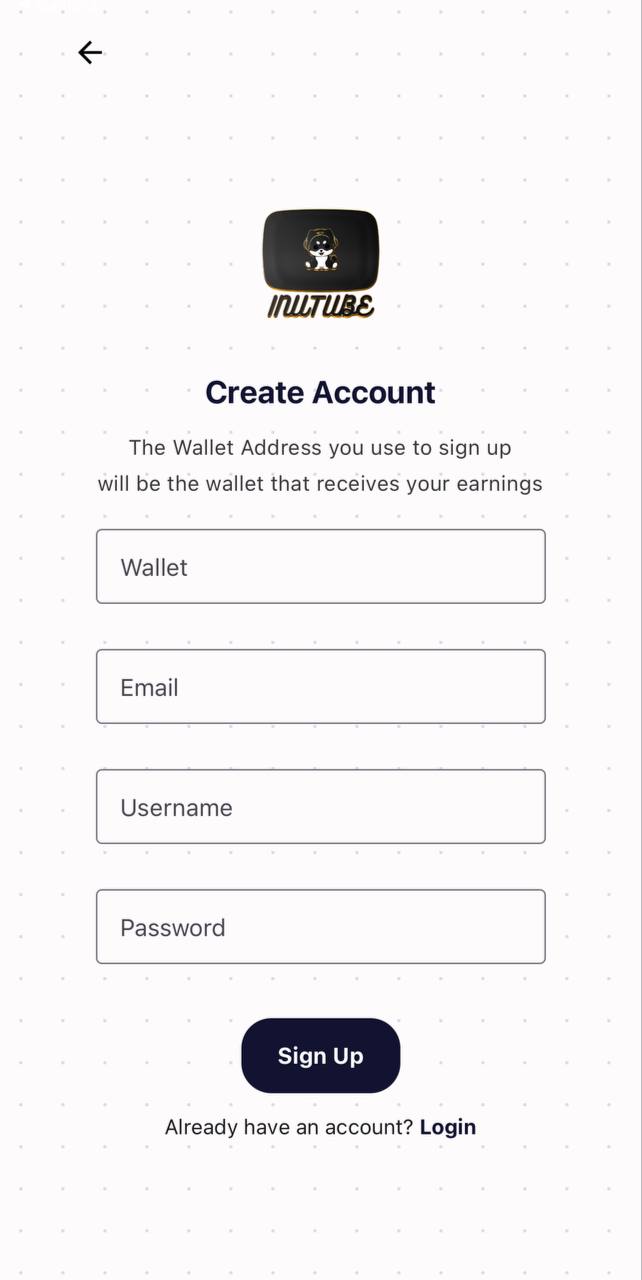 INUTUBE
Create Account
The Wallet Address you use to sign up
will be the wallet that receives your earnings
Wallet
Email
Username
Password
Sign Up
Already have an account? Login